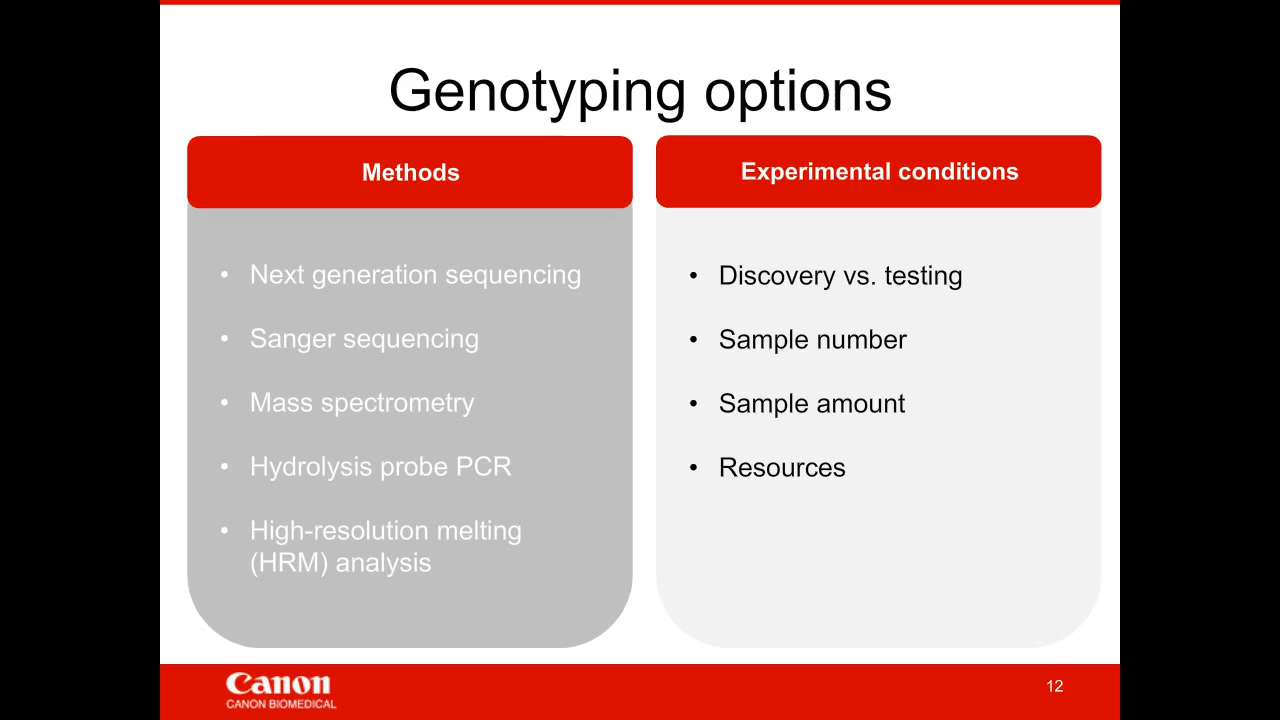 Genotyping options
Methods
• Next generation sequencing
• Sanger sequencing
• Mass spectrometry
• Hydrolysis probe PCR
• High-resolution melting
(HRM) analysis
Experimental conditions
• Discovery vs. testing
• Sample number
• Sample amount
• Resources
Canon
CANON BIOMEDICAL
12